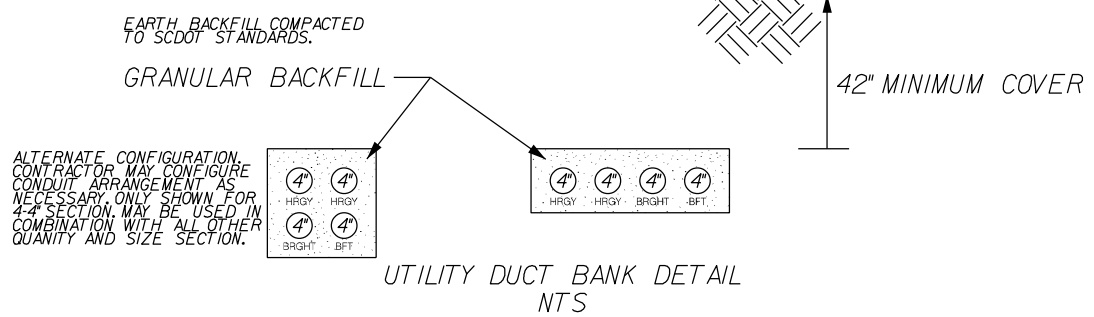 EARTH BACKFILL COMPACTED
TO SCDOT STANDARDS.
GRANULAR BACKFILL
42" MINIMUM COVER
ALTERNATE CONFIGURATION.
CONTRACTOR MAY CONFIGURE
CONDUIT ARRANGEMENT AS
NECESSARY. ONLY SHOWN FOR
4-4" SECTION. MAY BE USED IN
COMBINATION WITH ALL OTHER
QUANITY AND SIZE SECTION.
4" 4"
HRGY HRGY
4" 4"
BRGHT BFT
4" 4" 4" 4"
HRGY HRGY BRGHT BFT
UTILITY DUCT BANK DETAIL
NTS